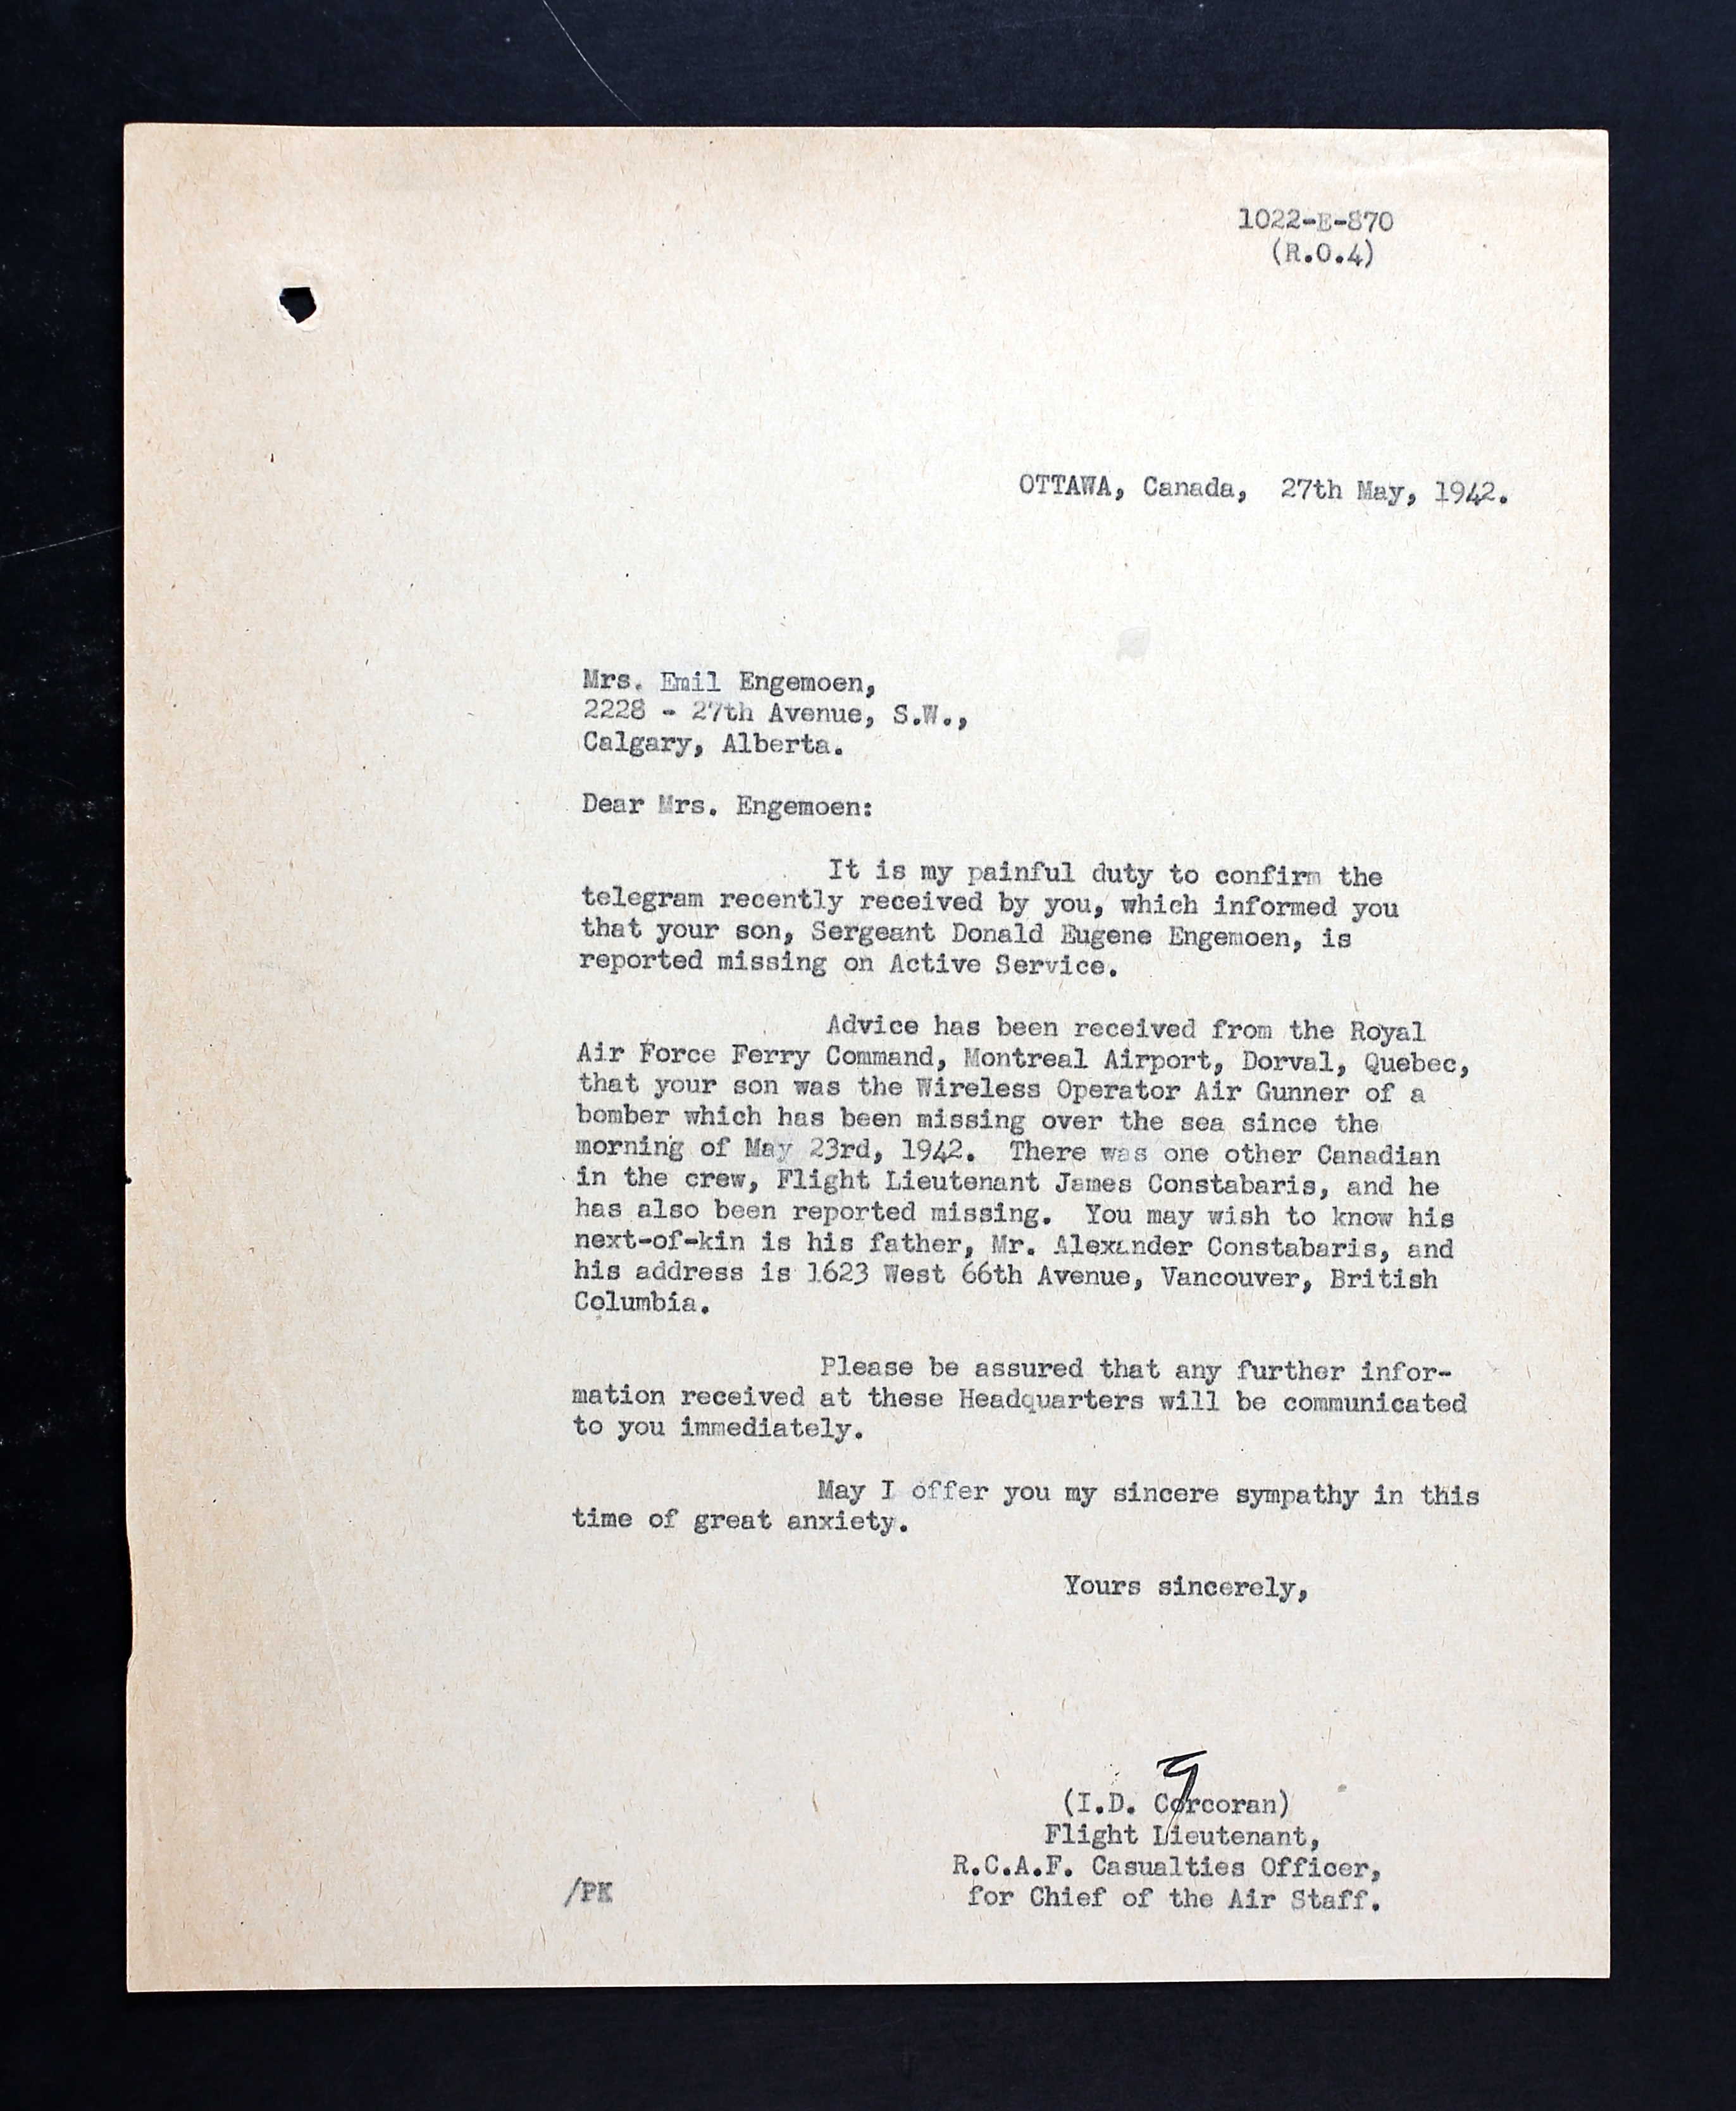 1022-E-870
(R.O.4)
OTTAWA, Canada, 27th May, 1942.
Mrs. Emil Engemoen,
2228 - 27th Avenue, S.W.,
Calgary, Alberta.
Dear Mrs. Engemoen:
It is my painful duty to confirm the
telegram recently received by you, which informed you
that your son, Sergeant Donald Eugene Engemoen, is
reported missing on Active Service.
Advice has been received from the Royal
Air Force Ferry Command, Montreal Airport, Dorval, Quebec,
that your son was the Wireless Operator Air Gunner of a
bomber which has been missing over the sea since the
morning of May 23rd, 1942. There was one other Canadian
in the crew, Flight Lieutenant James Constabaris, and he
has also been reported missing. You may wish to know his
next-of-kin is his father, Mr. Alexander Constabaris, and
his address is 1623 West 66th Avenue, Vancouver, British
Columbia.
Please be assured that any further infor-
mation received at these Headquarters will be communicated
to you immediately.
May I offer you my sincere sympathy in this
time of great anxiety.
Yours sincerely,
(I.D. Corcoran)
Flight Lieutenant,
R.C.A.F. Casualties Officer,
for Chief of the Air Staff.
/PK